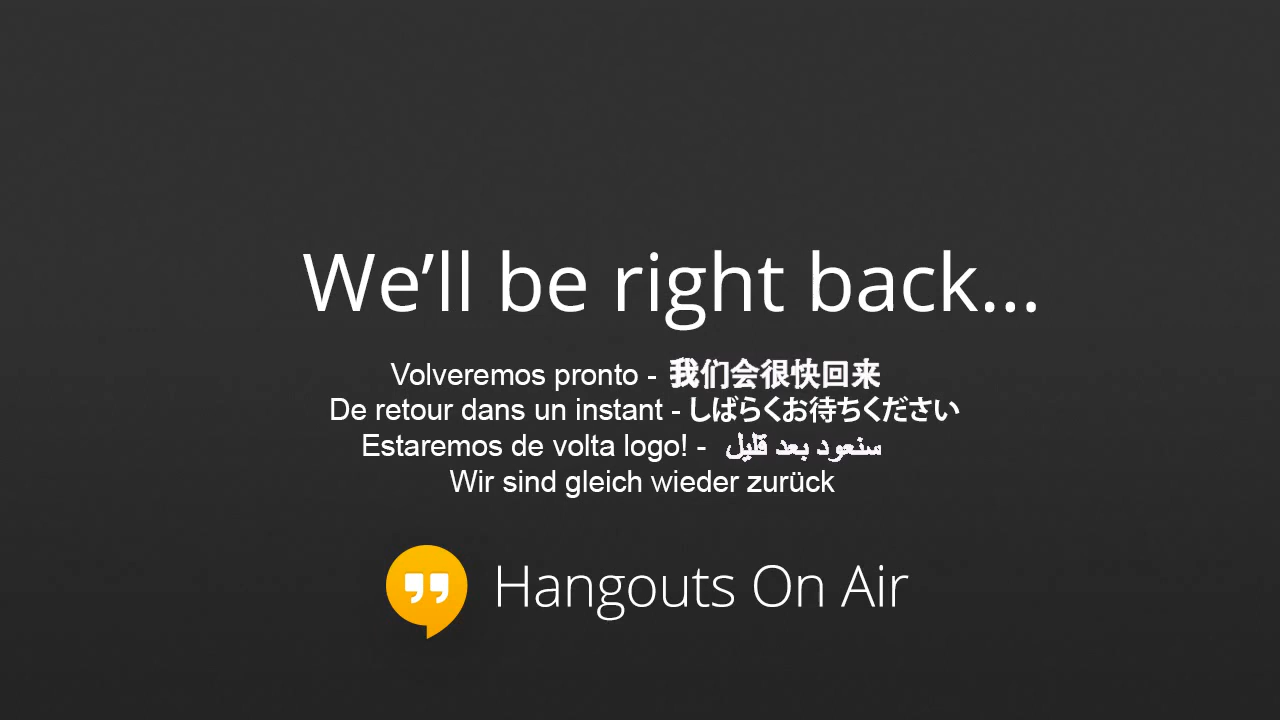 We’ll be right back...
Volveremos pronto - 我们会很快回来
De retour dans un instant - しばらくお待ちください
Estaremos de volta logo! - سنعود بعد قليل
Wir sind gleich wieder zurück
Hangouts On Air